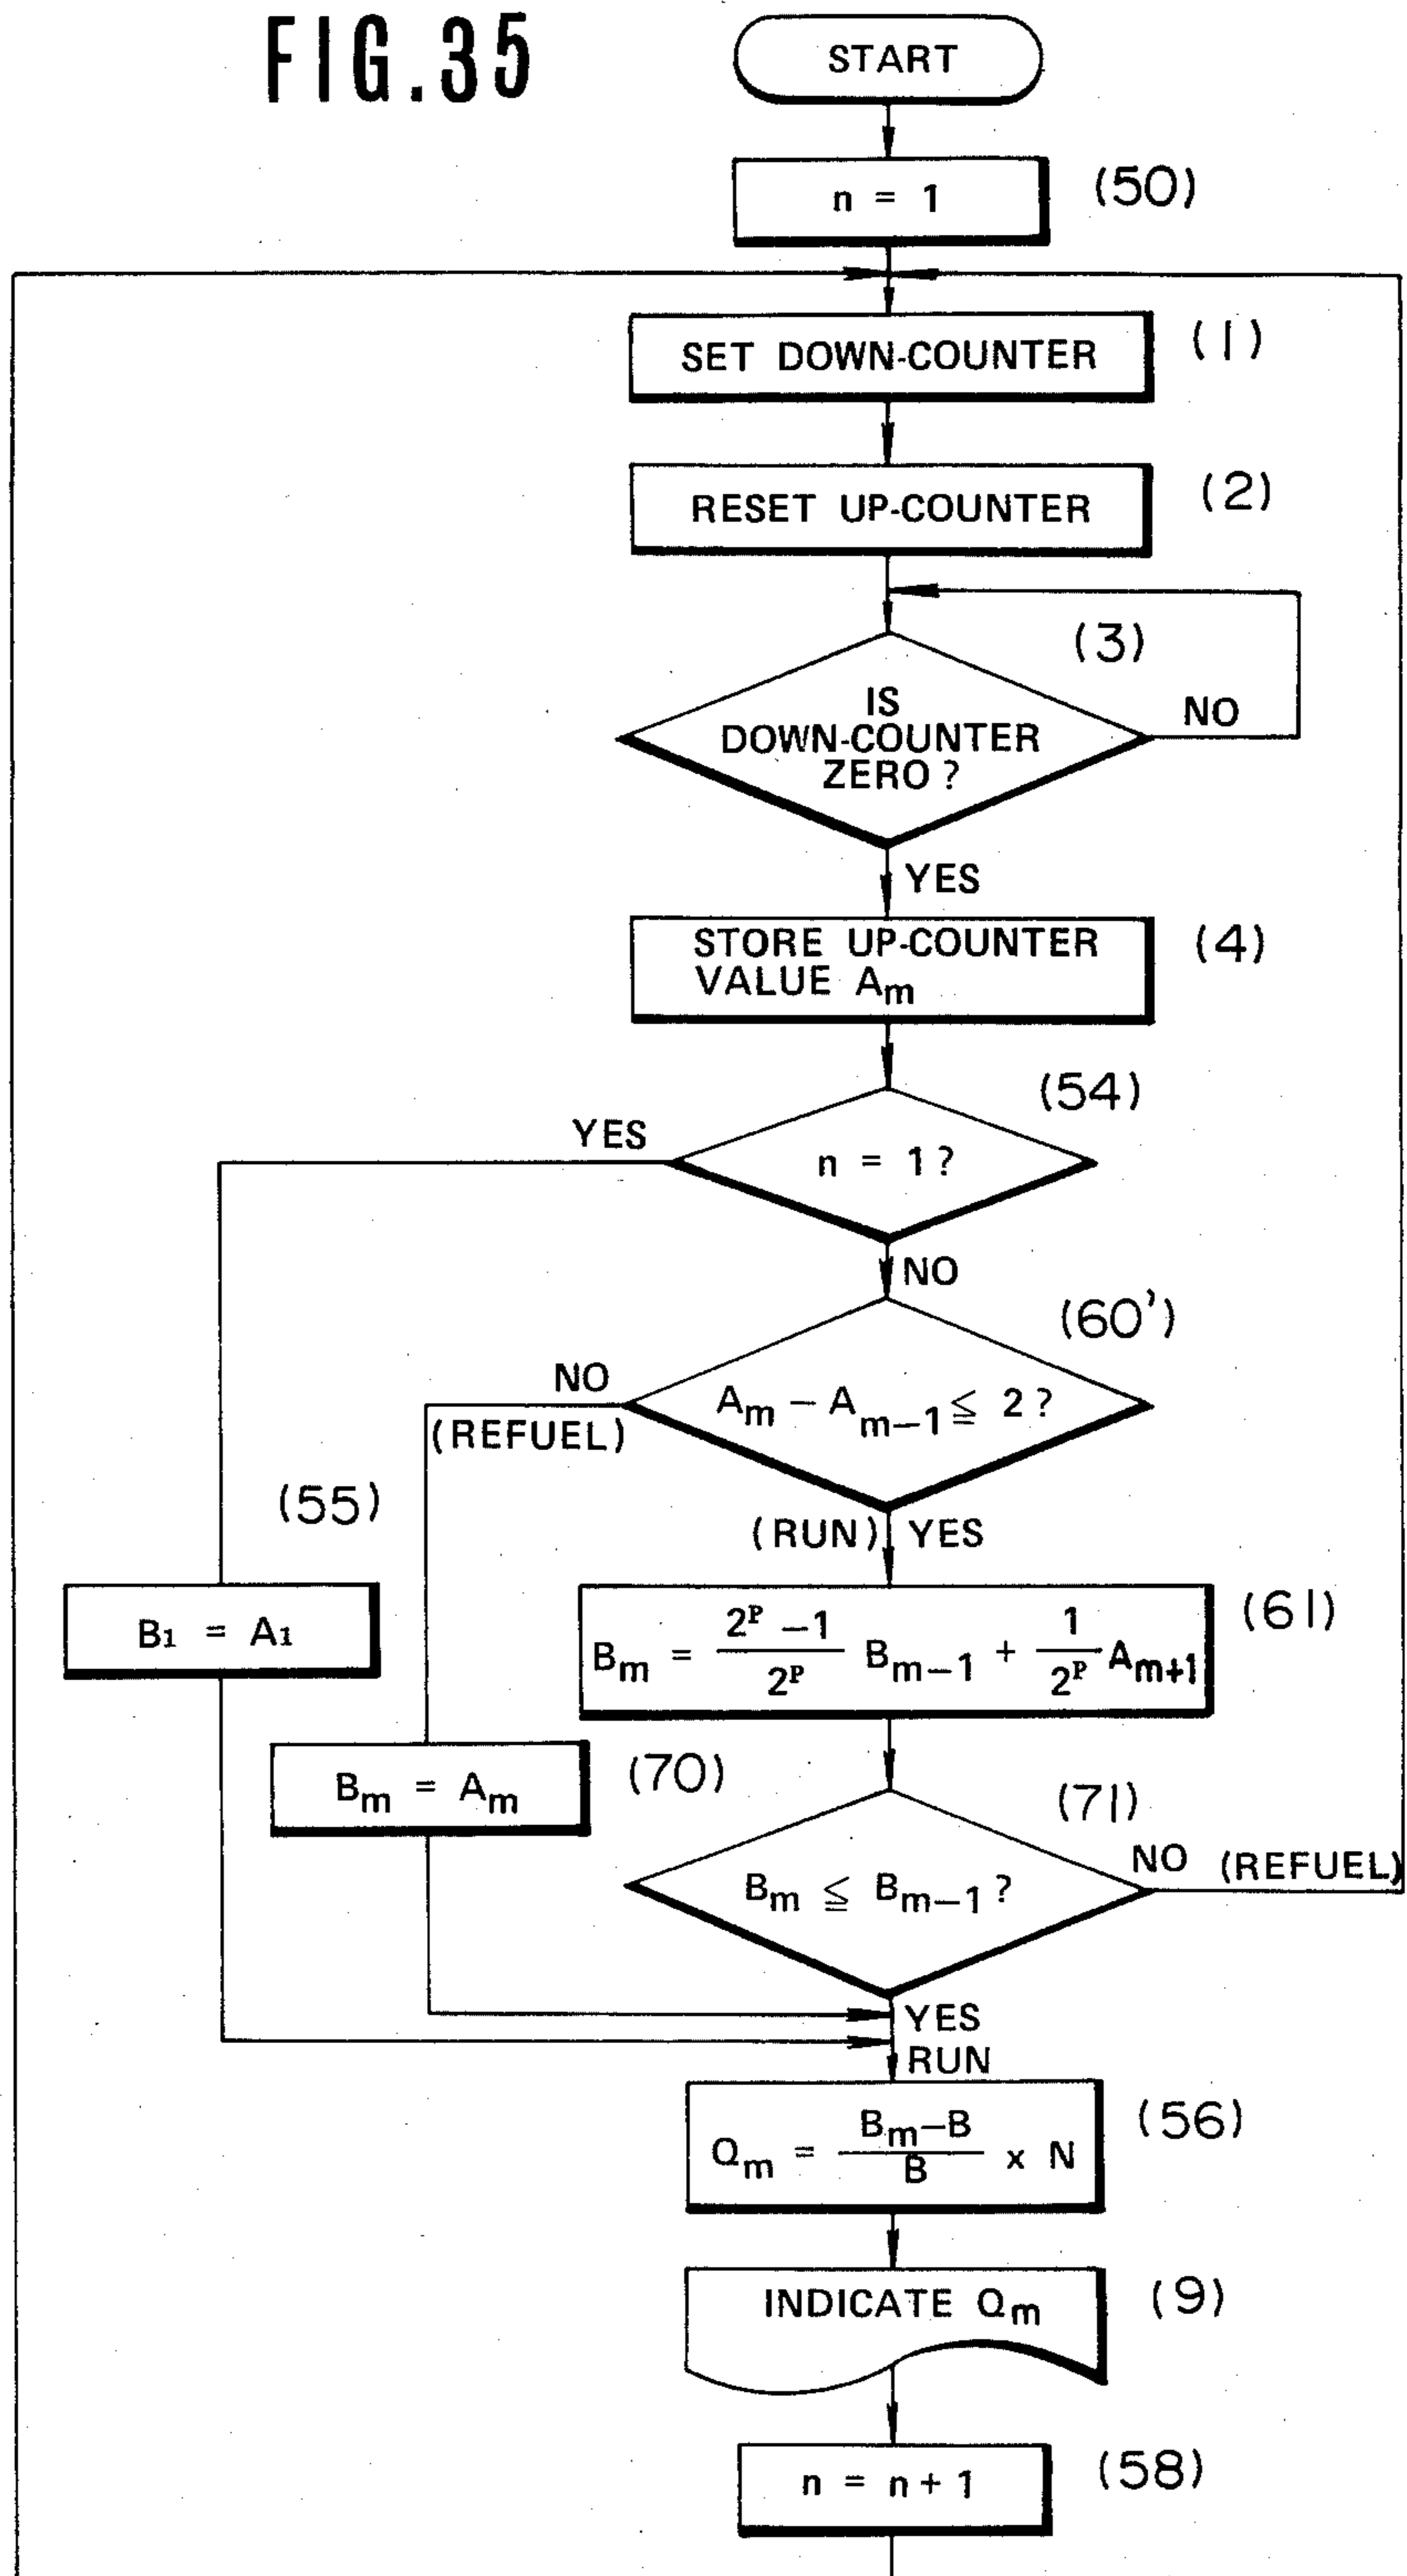 FIG.35
START
n = 1
(50)
SET DOWN-COUNTER
(1)
RESET UP-COUNTER
(2)
(3)
IS
DOWN-COUNTER
ZERO ?
NO
YES
STORE UP-COUNTER
VALUE Am
(4)
(54)
YES
n = 1 ?
NO
(60')
NO
(REFUEL)
Am − Am−1 ≦ 2 ?
(RUN) YES
(55)
B1 = A1
(61)
Bm = 2^P −1 / 2^P Bm−1 + 1 / 2^P Am+1
(70)
Bm = Am
(71)
Bm ≦ Bm−1 ?
NO (REFUEL)
YES
RUN
(56)
Qm = Bm−B / B x N
INDICATE Qm
(9)
n = n + 1
(58)